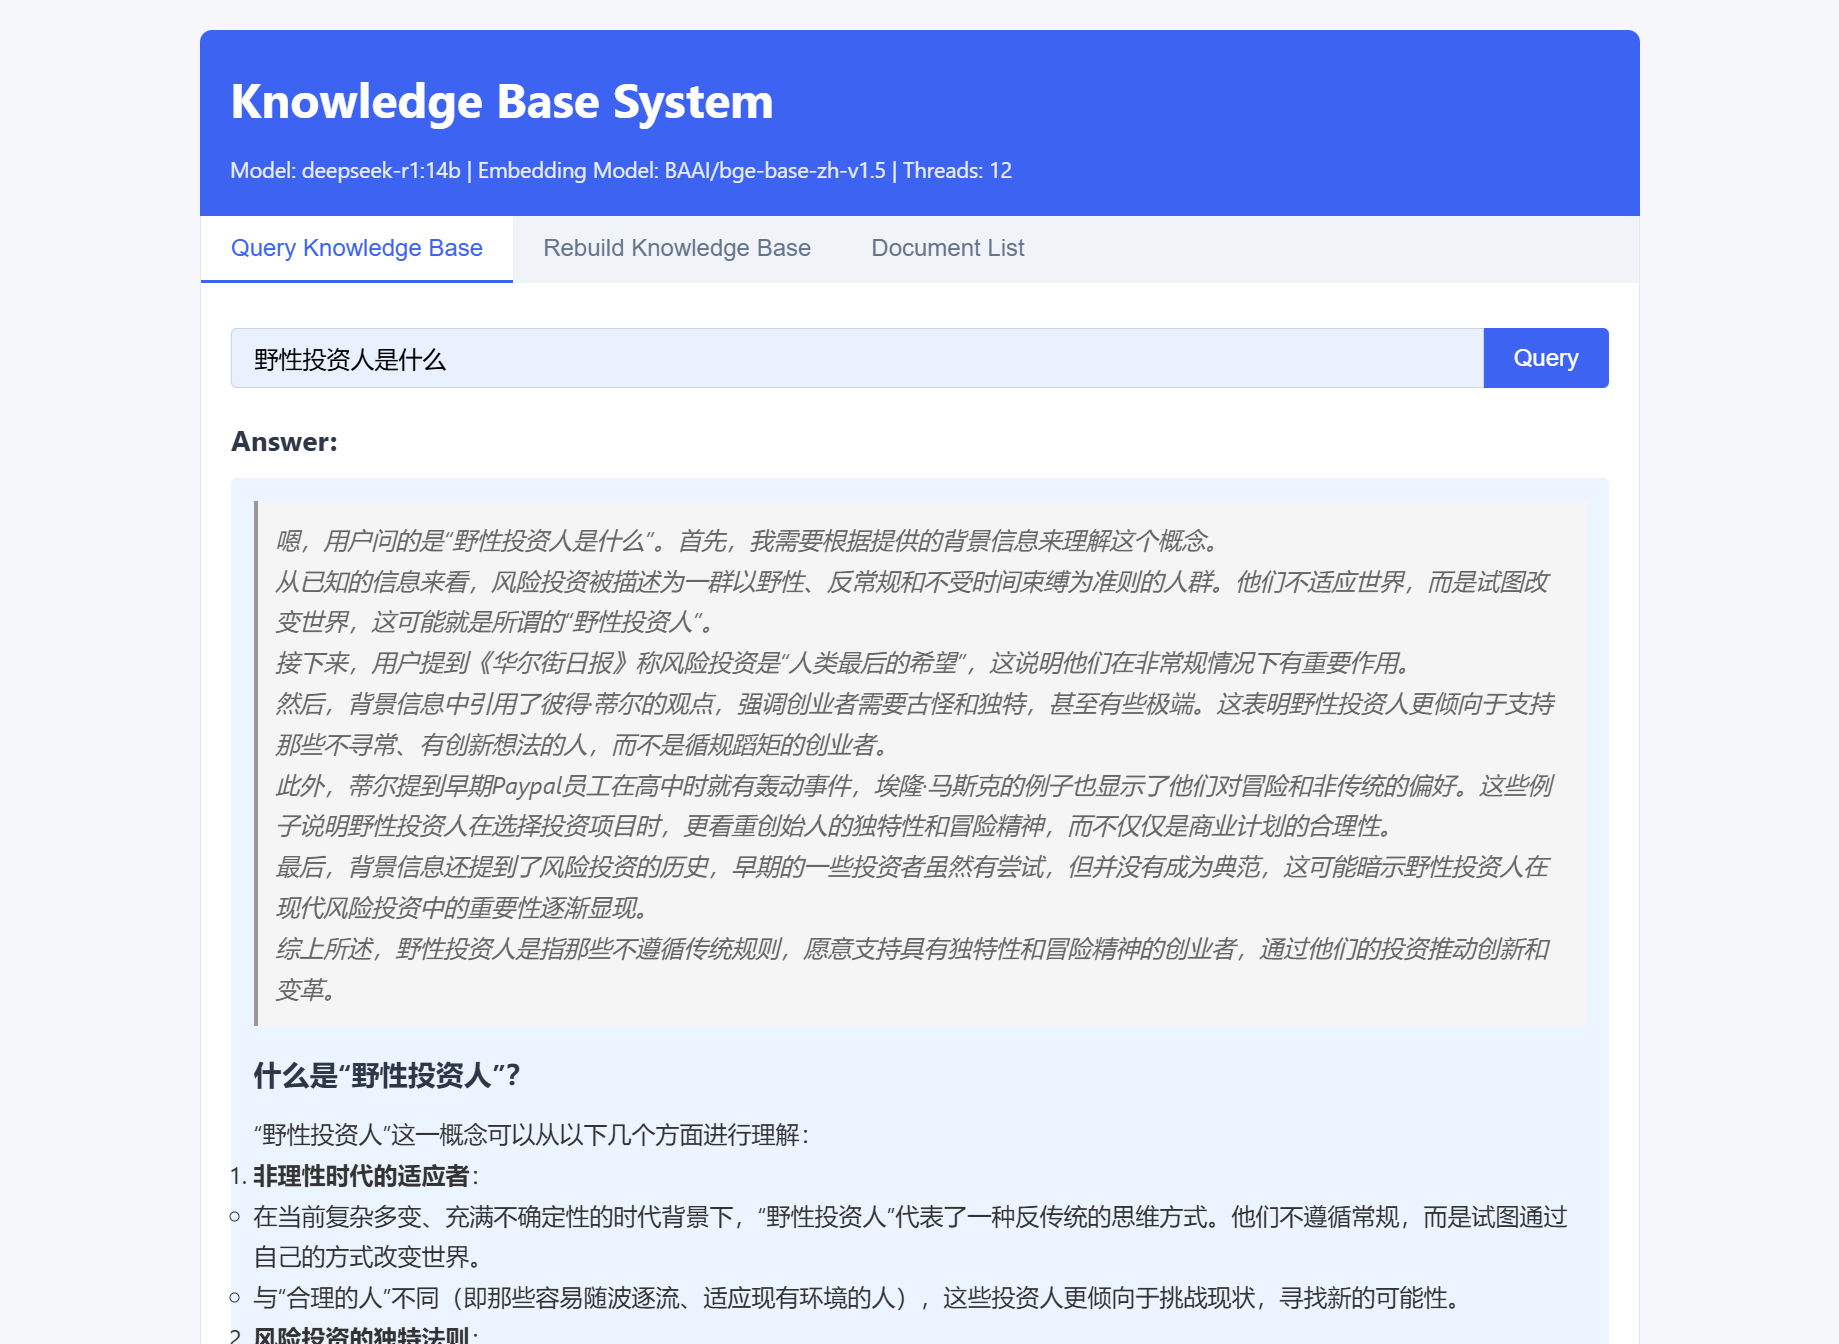 Knowledge Base System
Model: deepseek-r1:14b | Embedding Model: BAAI/bge-base-zh-v1.5 | Threads: 12
Query Knowledge Base
Rebuild Knowledge Base
Document List
野性投资人是什么
Query
Answer:
嗯，用户问的是“野性投资人是什么”。首先，我需要根据提供的背景信息来理解这个概念。
从已知的信息来看，风险投资被描述为一群以野性、反常规和不受时间束缚为准则的人群。他们不适应世界，而是试图改
变世界，这可能就是所谓的“野性投资人”。
接下来，用户提到《华尔街日报》称风险投资是“人类最后的希望”，这说明他们在非常规情况下有重要作用。
然后，背景信息中引用了彼得·蒂尔的观点，强调创业者需要古怪和独特，甚至有些极端。这表明野性投资人更倾向于支持
那些不寻常、有创新想法的人，而不是循规蹈矩的创业者。
此外，蒂尔提到早期Paypal员工在高中时就有轰动事件，埃隆·马斯克的例子也显示了他们对冒险和非传统的偏好。这些例
子说明野性投资人在选择投资项目时，更看重创始人的独特性和冒险精神，而不仅仅是商业计划的合理性。
最后，背景信息还提到了风险投资的历史，早期的一些投资者虽然有尝试，但并没有成为典范，这可能暗示野性投资人在
现代风险投资中的重要性逐渐显现。
综上所述，野性投资人是指那些不遵循传统规则，愿意支持具有独特性和冒险精神的创业者，通过他们的投资推动创新和
变革。
什么是“野性投资人”？
“野性投资人”这一概念可以从以下几个方面进行理解：
1. 非理性时代的适应者：
○ 在当前复杂多变、充满不确定性的时代背景下，“野性投资人”代表了一种反传统的思维方式。他们不遵循常规，而是试图通过
自己的方式改变世界。
○ 与“合理的人”不同（即那些容易随波逐流、适应现有环境的人），这些投资人更倾向于挑战现状，寻找新的可能性。
2. 风险投资的独特法则：